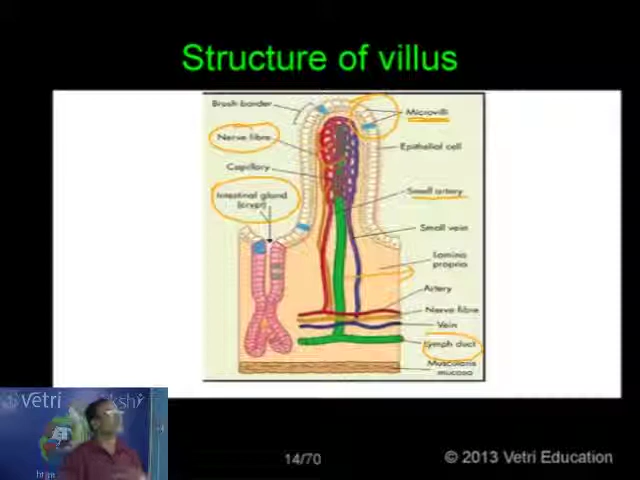 Structure of villus
Brush border
Microvilli
Nerve fibre
Epithelial cell
Capillary
Intestinal gland
(crypt)
Small artery
Small vein
Lamina
propria
Artery
Nerve fibre
Vein
Lymph duct
Muscularis
mucosa
vetri
14/70
© 2013 Vetri Education